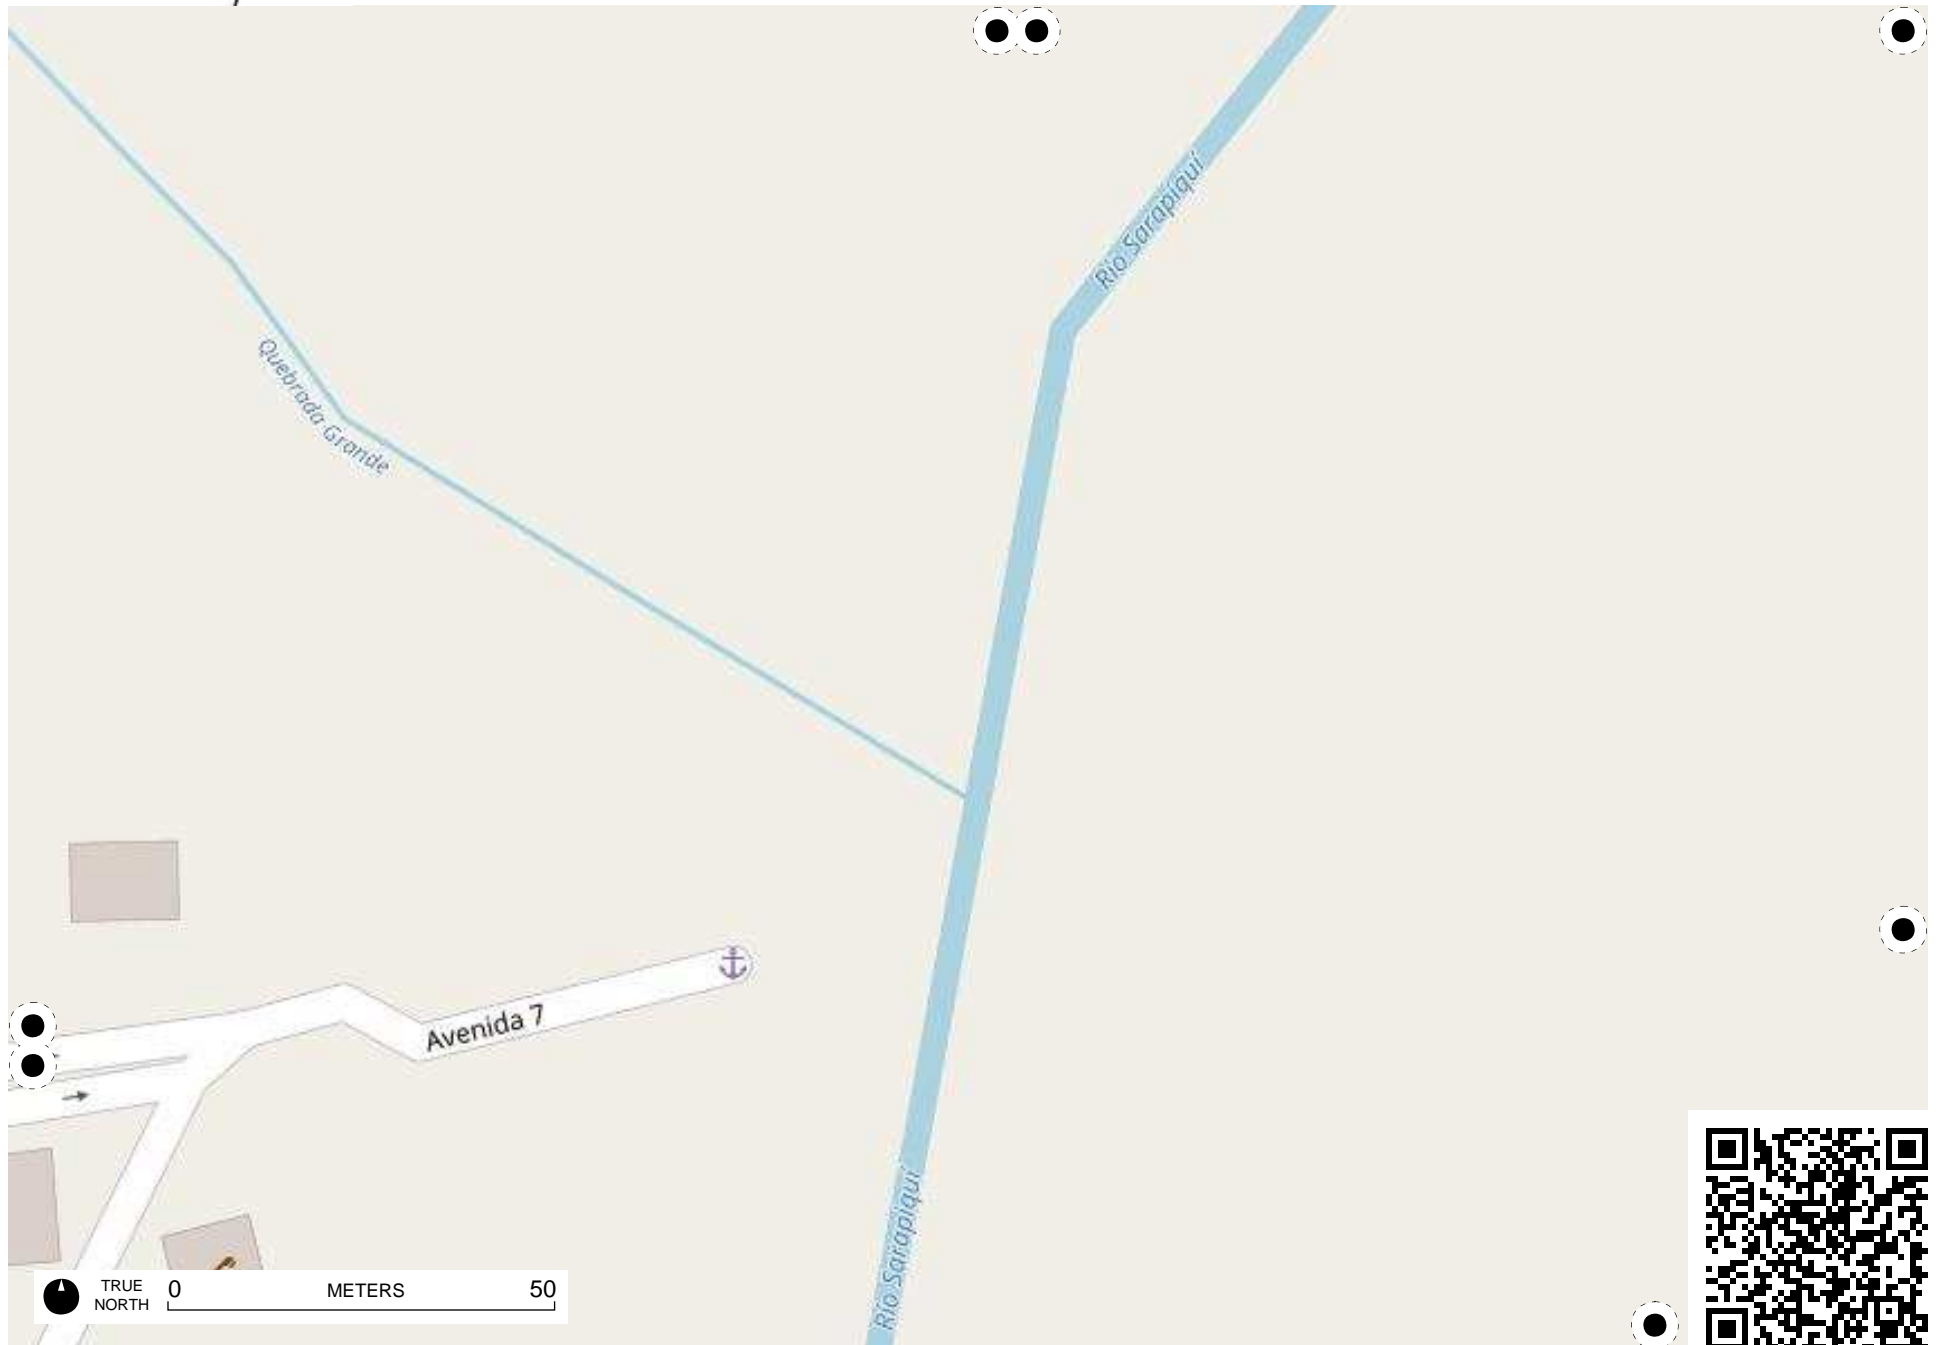 Río Sarapiquí
Quebrada Grande
Avenida 7
Río Sarapiquí
TRUE
NORTH
0 METERS 50